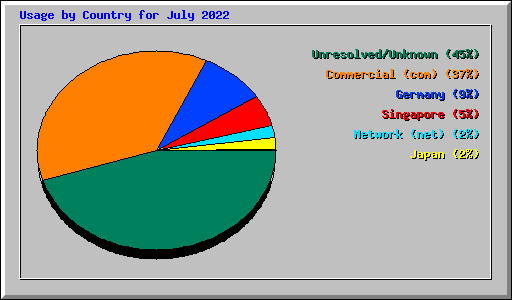 Usage by Country for July 2022
Unresolved/Unknown (45%)
Commercial (com) (37%)
Germany (9%)
Singapore (5%)
Network (net) (2%)
Japan (2%)